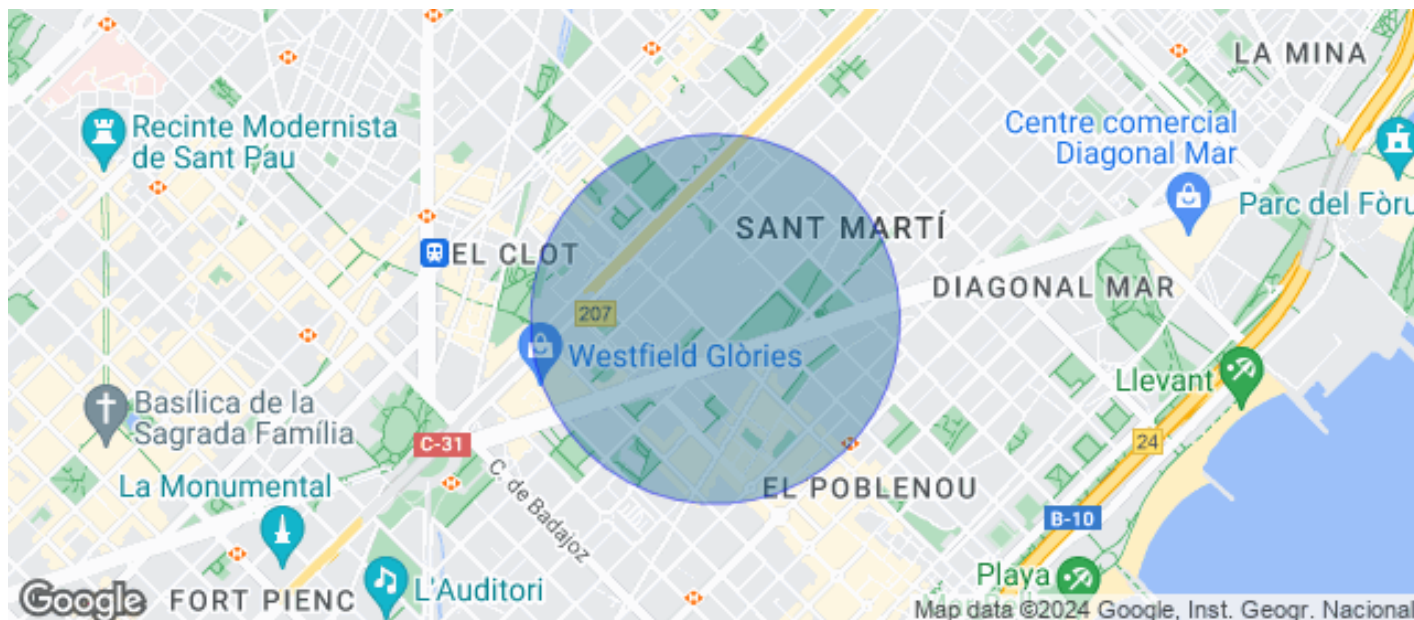 LA MINA
Recinte Modernista
de Sant Pau
Centre comercial
Diagonal Mar
Parc del Fòru
SANT MARTÍ
EL CLOT
DIAGONAL MAR
207
Westfield Glòries
Llevant
Basílica de la
Sagrada Família
C-31
24
La Monumental
C. de Badajoz
EL POBLENOU
B-10
Playa
L'Auditori
Google
FORT PIENC
Map data ©2024 Google, Inst. Geogr. Nacional